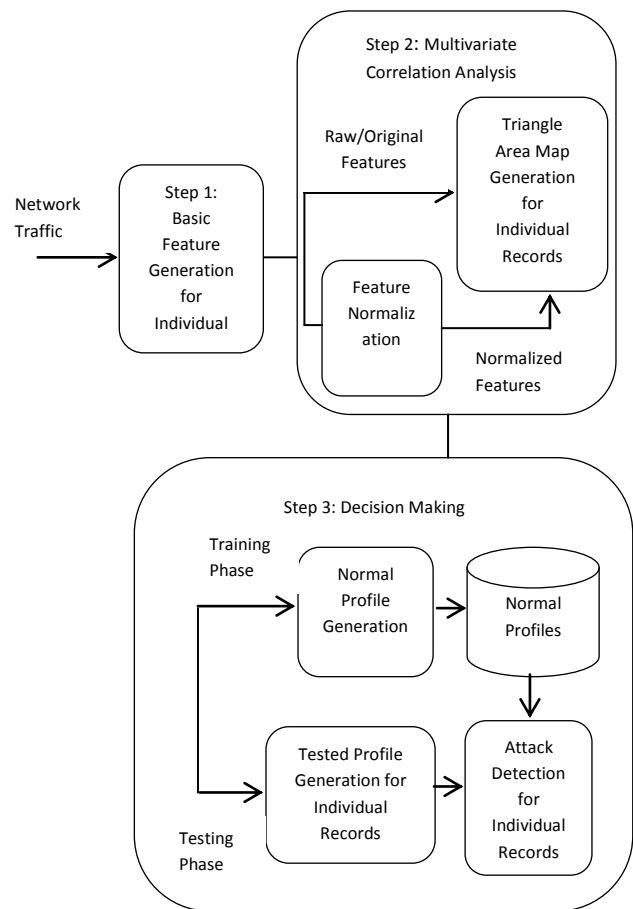 Step 2: Multivariate
Correlation Analysis
Raw/Original
Features
Triangle
Area Map
Generation
for
Individual
Records
Network
Traffic
Step 1:
Basic
Feature
Generation
for
Individual
Feature
Normaliz
ation
Normalized
Features
Step 3: Decision Making
Training
Phase
Normal
Profile
Generation
Normal
Profiles
Tested Profile
Generation for
Individual
Records
Attack
Detection
for
Individual
Records
Testing
Phase